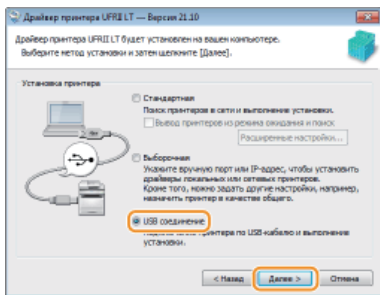 Драйвер принтера UFRII LT — Версия 21.10
Драйвер принтера UFRII LT будет установлен на вашем компьютере.
Выберите метод установки и затем щелкните [Далее].
Установка принтера
Стандартная
Поиск принтеров в сети и выполнение установки.
Вывод принтеров из режима ожидания и поиск
Расширенные настройки...
Выборочная
Укажите вручную порт или IP-адрес, чтобы установить
драйверы локальных или сетевых принтеров.
Кроме того, можно задать другие настройки, например,
назначить принтер в качестве общего.
USB соединение
принтера по USB-кабелю и выполнение
установки.
< Назад
Далее >
Отмена